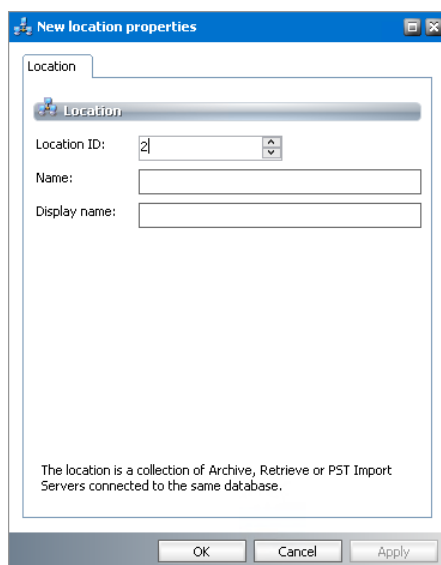 New location properties
Location
Location
Location ID: 2
Name:
Display name:
The location is a collection of Archive, Retrieve or PST Import
Servers connected to the same database.
OK Cancel Apply